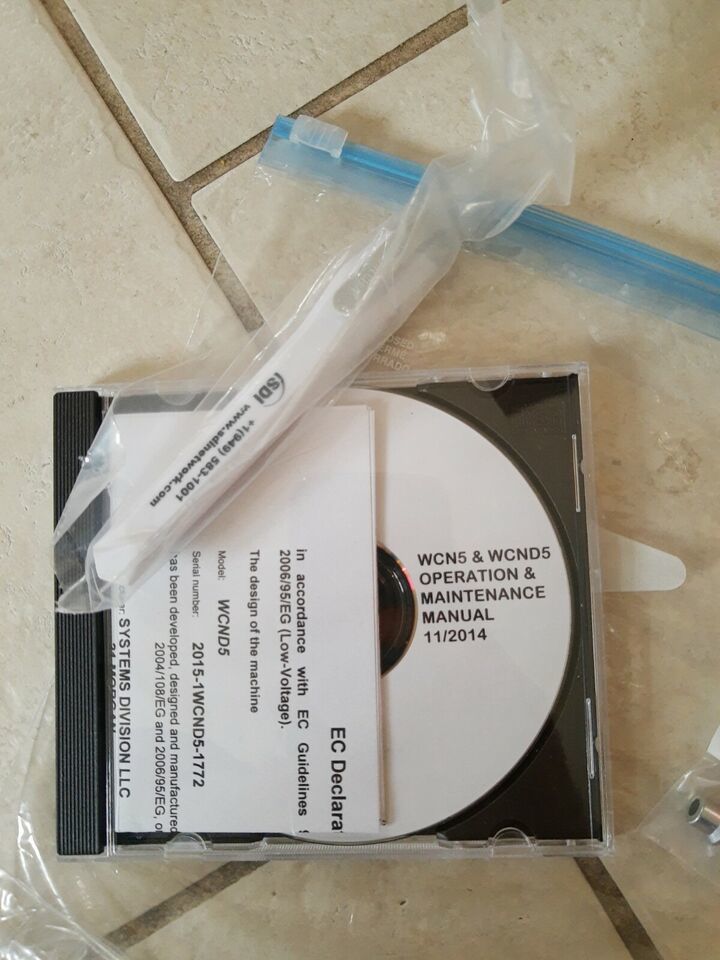 SDI www.sdinetwork.com
+1(949) 583-1001
WCN5 & WCND5
OPERATION &
MAINTENANCE
MANUAL
11/2014
EC
in accordance with EC Guidelines
2006/95/EG (Low-Voltage).
The design of the machine
Model: WCND5
Serial number: 2015-1WCND5-1772
has been developed, designed and manufactured
2004/108/EG and 2006/95/EG,
SYSTEMS DIVISION LLC